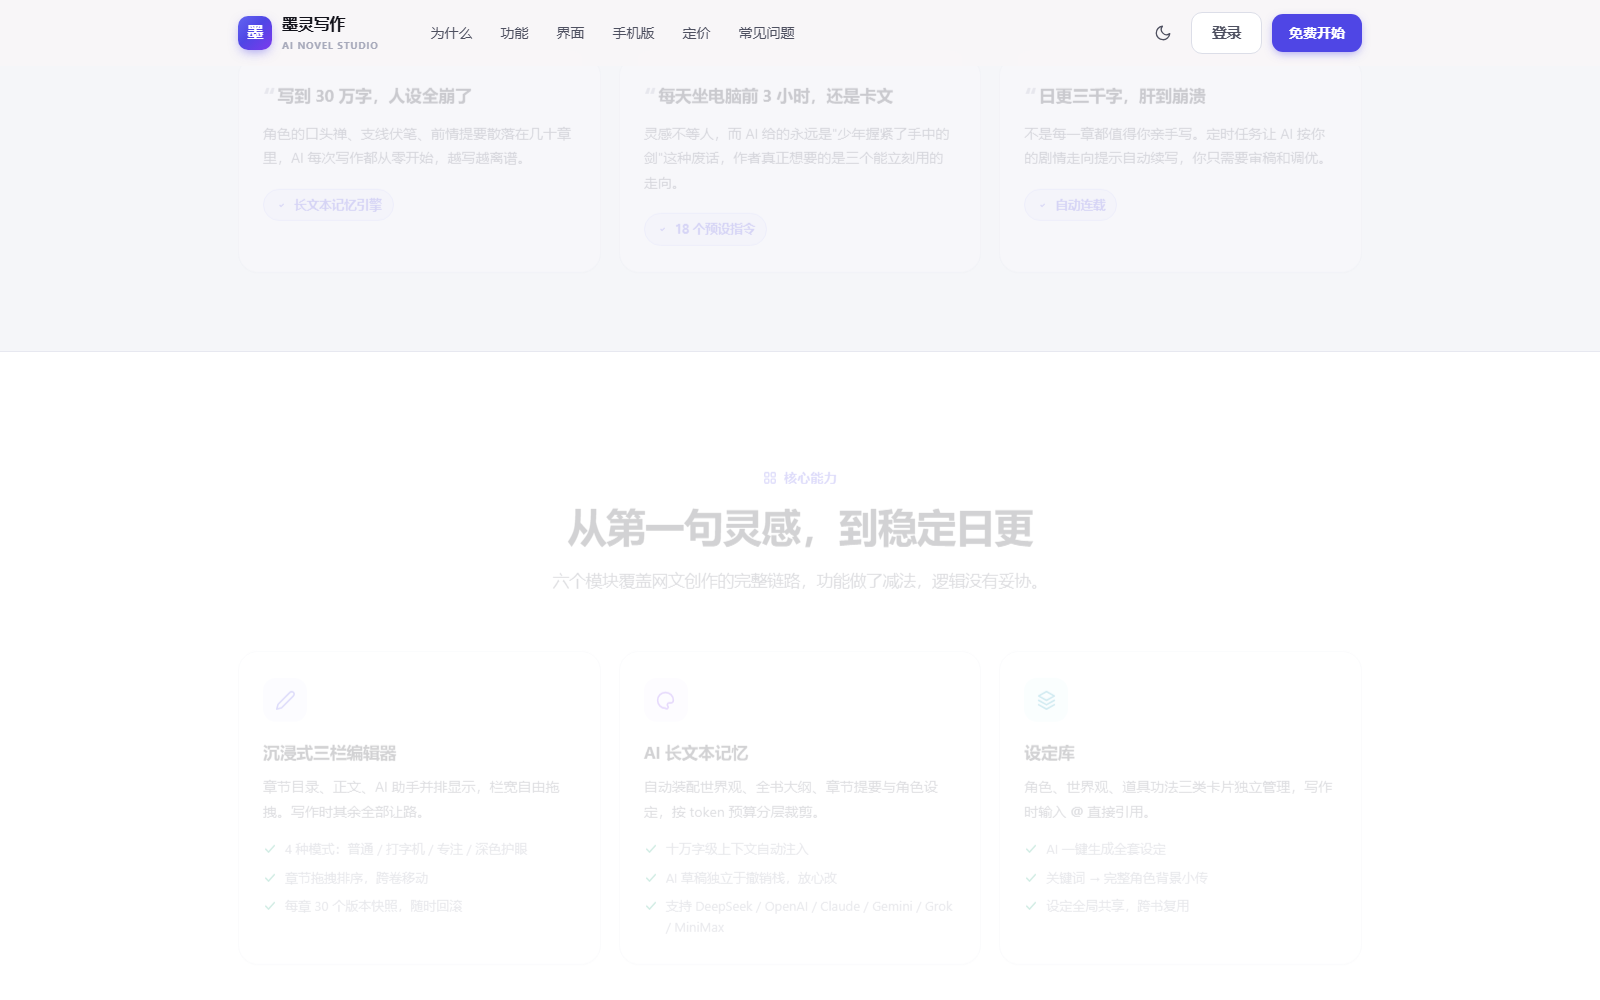 墨
墨灵写作
AI NOVEL STUDIO
为什么
功能
界面
手机版
定价
常见问题
登录
免费开始
“写到 30 万字，人设全崩了
角色的口头禅、支线伏笔、前情提要散落在几十章
里，AI 每次写作都从零开始，越写越离谱。
长文本记忆引擎
“每天坐电脑前 3 小时，还是卡文
灵感不等人，而 AI 给的永远是“少年握紧了手中的
剑”这种废话，作者真正想要的是三个能立刻用的
走向。
18 个预设指令
“日更三千字，肝到崩溃
不是每一章都值得你亲手写。定时任务让 AI 按你
的剧情走向提示自动续写，你只需要审稿和调优。
自动连载
核心能力
从第一句灵感，到稳定日更
六个模块覆盖网文创作的完整链路，功能做了减法，逻辑没有妥协。
沉浸式三栏编辑器
章节目录、正文、AI 助手并排显示，栏宽自由拖
拽。写作时其余全部让路。
4 种模式：普通 / 打字机 / 专注 / 深色护眼
章节拖拽排序，跨卷移动
每章 30 个版本快照，随时回滚
AI 长文本记忆
自动装配世界观、全书大纲、章节提要与角色设
定，按 token 预算分层裁剪。
十万字级上下文自动注入
AI 草稿独立于撤销栈，放心改
支持 DeepSeek / OpenAI / Claude / Gemini / Grok
/ MiniMax
设定库
角色、世界观、道具功法三类卡片独立管理，写作
时输入 @ 直接引用。
AI 一键生成全套设定
关键词 → 完整角色背景小传
设定全局共享，跨书复用